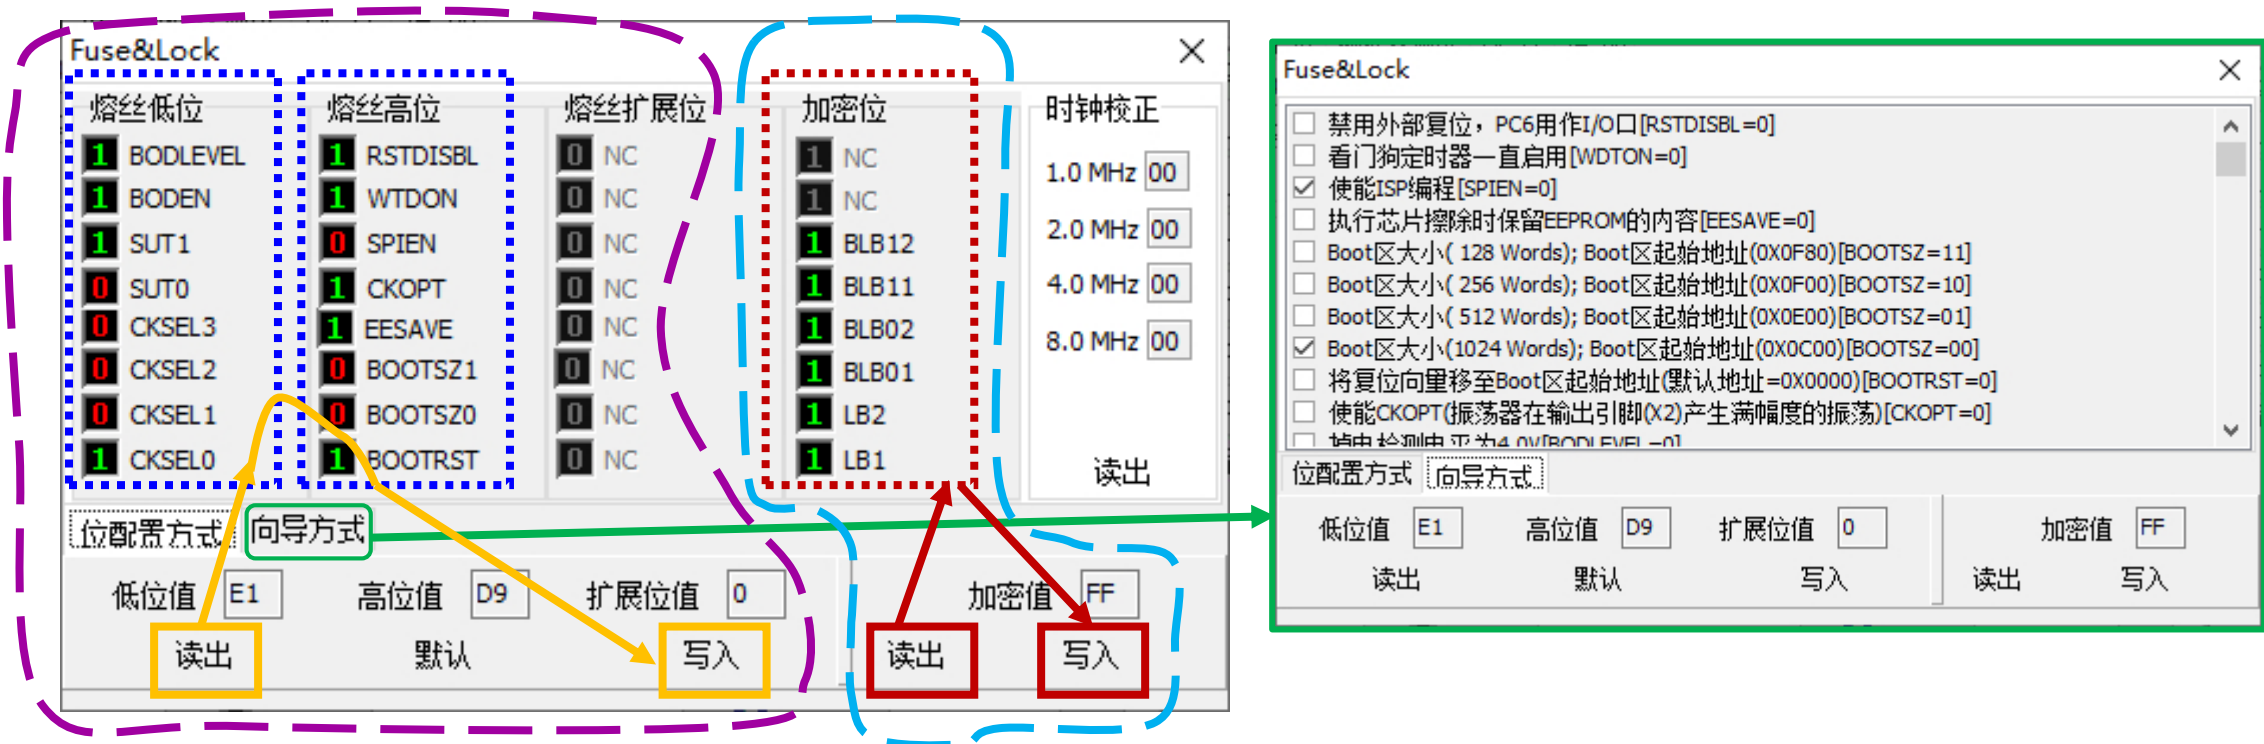 Fuse&Lock
熔丝低位
1 BODLEVEL
1 BODEN
1 SUT1
0 SUT0
0 CKSEL3
0 CKSEL2
0 CKSEL1
1 CKSEL0
熔丝高位
1 RSTDISBL
1 WTDON
0 SPIEN
1 CKOPT
1 EESAVE
0 BOOTSZ1
0 BOOTSZ0
1 BOOTRST
熔丝扩展位
0 NC
0 NC
0 NC
0 NC
0 NC
0 NC
0 NC
0 NC
加密位
1 NC
1 NC
1 BLB12
1 BLB11
1 BLB02
1 BLB01
1 LB2
1 LB1
时钟校正
1.0 MHz 00
2.0 MHz 00
4.0 MHz 00
8.0 MHz 00
读出
位配置方式 向导方式
低位值 E1 高位值 D9 扩展位值 0 加密值 FF
读出 默认 写入 读出 写入
Fuse&Lock
禁用外部复位，PC6用作I/O口[RSTDISBL=0]
看门狗定时器一直启用[WDTON=0]
使能ISP编程[SPIEN=0]
执行芯片擦除时保留EEPROM的内容[EESAVE=0]
Boot区大小( 128 Words); Boot区起始地址(0X0F80)[BOOTSZ=11]
Boot区大小( 256 Words); Boot区起始地址(0X0F00)[BOOTSZ=10]
Boot区大小( 512 Words); Boot区起始地址(0X0E00)[BOOTSZ=01]
Boot区大小(1024 Words); Boot区起始地址(0X0C00)[BOOTSZ=00]
将复位向量移至Boot区起始地址(默认地址=0X0000)[BOOTRST=0]
使能CKOPT(振荡器在输出引脚(X2)产生满幅度的振荡)[CKOPT=0]
掉电检测电平为4.0V[BODLEVEL=0]
位配置方式 向导方式
低位值 E1 高位值 D9 扩展位值 0 加密值 FF
读出 默认 写入 读出 写入